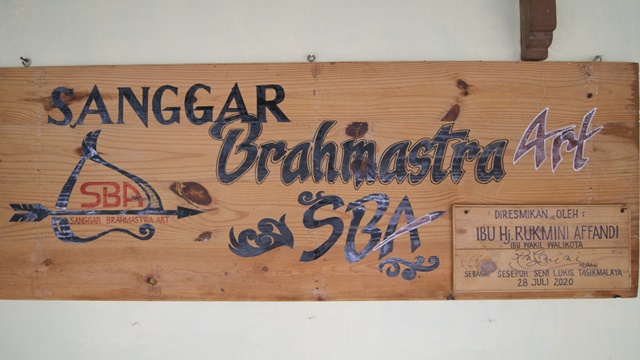 SANGGAR
Brahmastra Art
SBA
SBA
SANGGAR BRAHMASTRA ART
DIRESMIKAN OLEH :
IBU Hj. RUKMINI AFFANDI
IBU WAKIL WALIKOTA
SEBAGAI SESEPUH SENI LUKIS TASIKMALAYA
28 JULI 2020